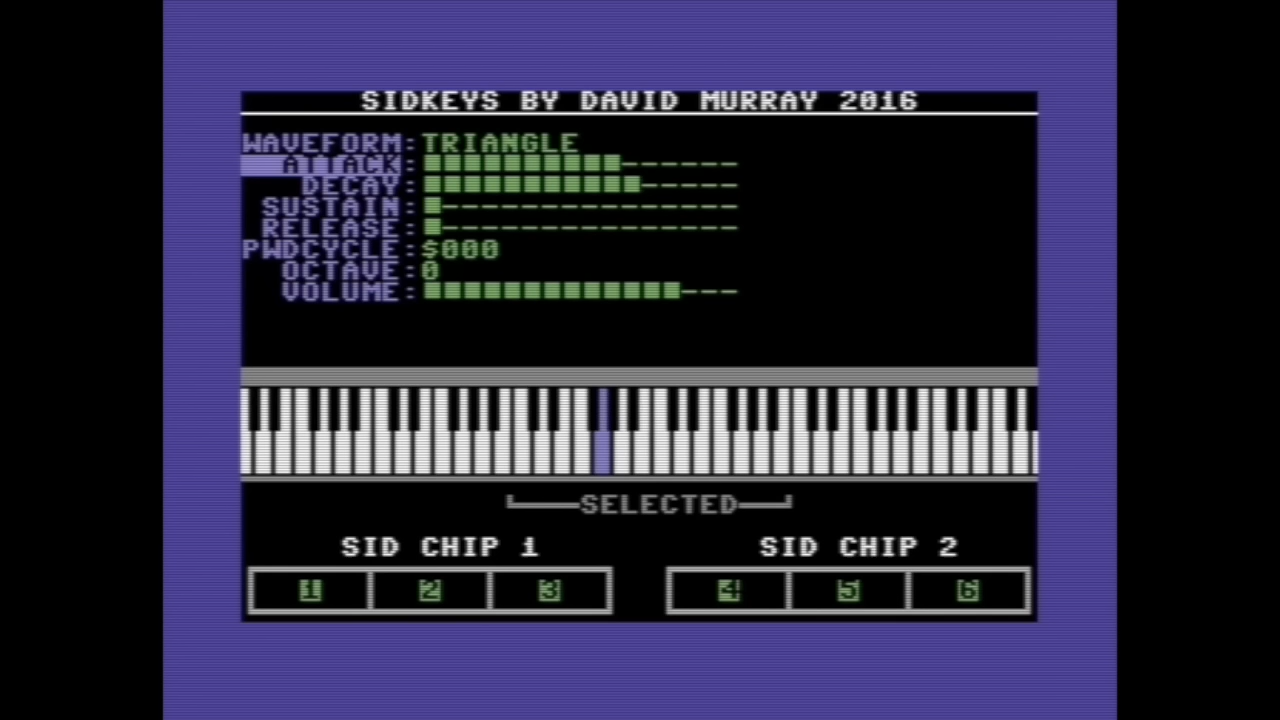 SIDKEYS BY DAVID MURRAY 2016
WAVEFORM:TRIANGLE
ATTACK:
DECAY:
SUSTAIN:
RELEASE:
PWDCYCLE:$000
OCTAVE:0
VOLUME:
SELECTED
SID CHIP 1 SID CHIP 2
1 2 3 4 5 6